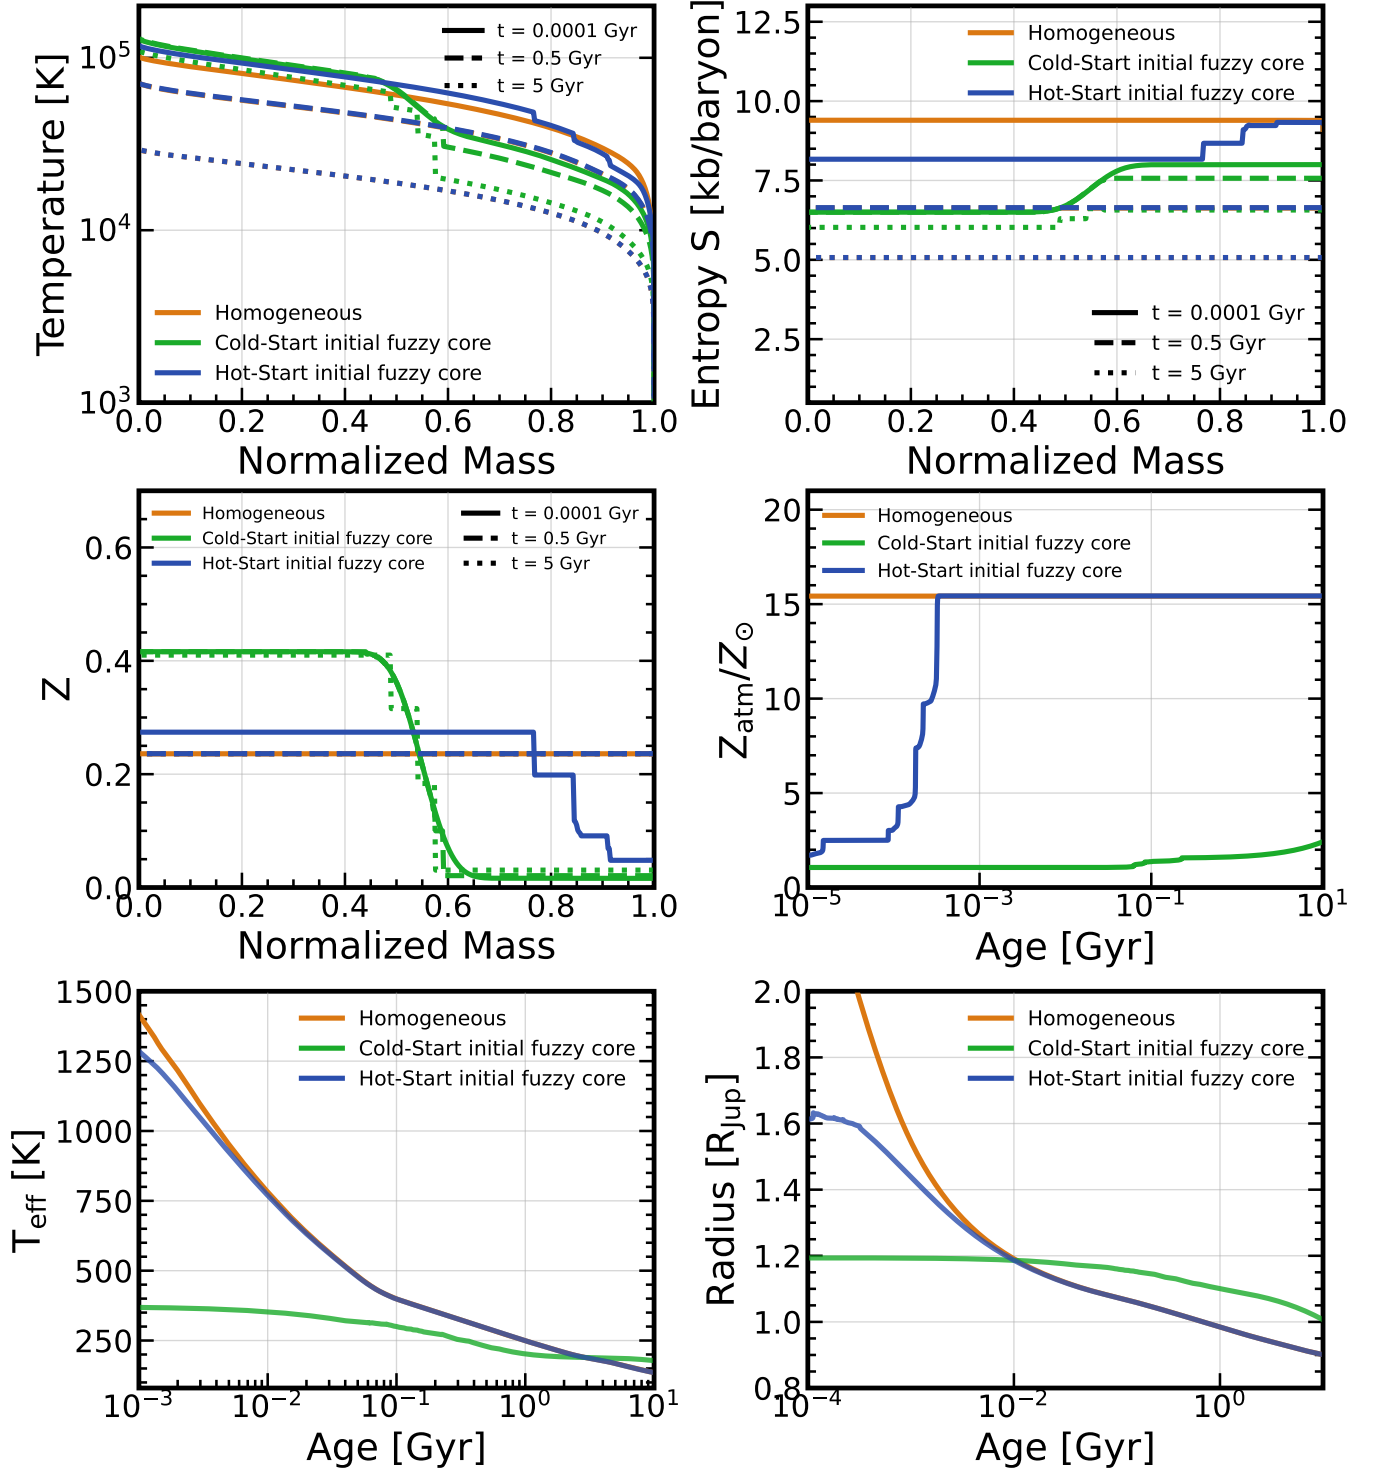 Temperature [K]
10^5
10^4
10^3
t = 0.0001 Gyr
t = 0.5 Gyr
t = 5 Gyr
Homogeneous
Cold-Start initial fuzzy core
Hot-Start initial fuzzy core
0.0 0.2 0.4 0.6 0.8 1.0
Normalized Mass
Entropy S [kb/baryon]
12.5
10.0
7.5
5.0
2.5
Homogeneous
Cold-Start initial fuzzy core
Hot-Start initial fuzzy core
t = 0.0001 Gyr
t = 0.5 Gyr
t = 5 Gyr
0.0 0.2 0.4 0.6 0.8 1.0
Normalized Mass
Z
0.6
0.4
0.2
0.0
Homogeneous
Cold-Start initial fuzzy core
Hot-Start initial fuzzy core
t = 0.0001 Gyr
t = 0.5 Gyr
t = 5 Gyr
0.0 0.2 0.4 0.6 0.8 1.0
Normalized Mass
Z_atm/Z_⊙
20
15
10
5
0
Homogeneous
Cold-Start initial fuzzy core
Hot-Start initial fuzzy core
10^−5 10^−3 10^−1 10^1
Age [Gyr]
T_eff [K]
1500
1250
1000
750
500
250
Homogeneous
Cold-Start initial fuzzy core
Hot-Start initial fuzzy core
10^−3 10^−2 10^−1 10^0 10^1
Age [Gyr]
Radius [R_Jup]
2.0
1.8
1.6
1.4
1.2
1.0
0.8
Homogeneous
Cold-Start initial fuzzy core
Hot-Start initial fuzzy core
10^−4 10^−2 10^0
Age [Gyr]